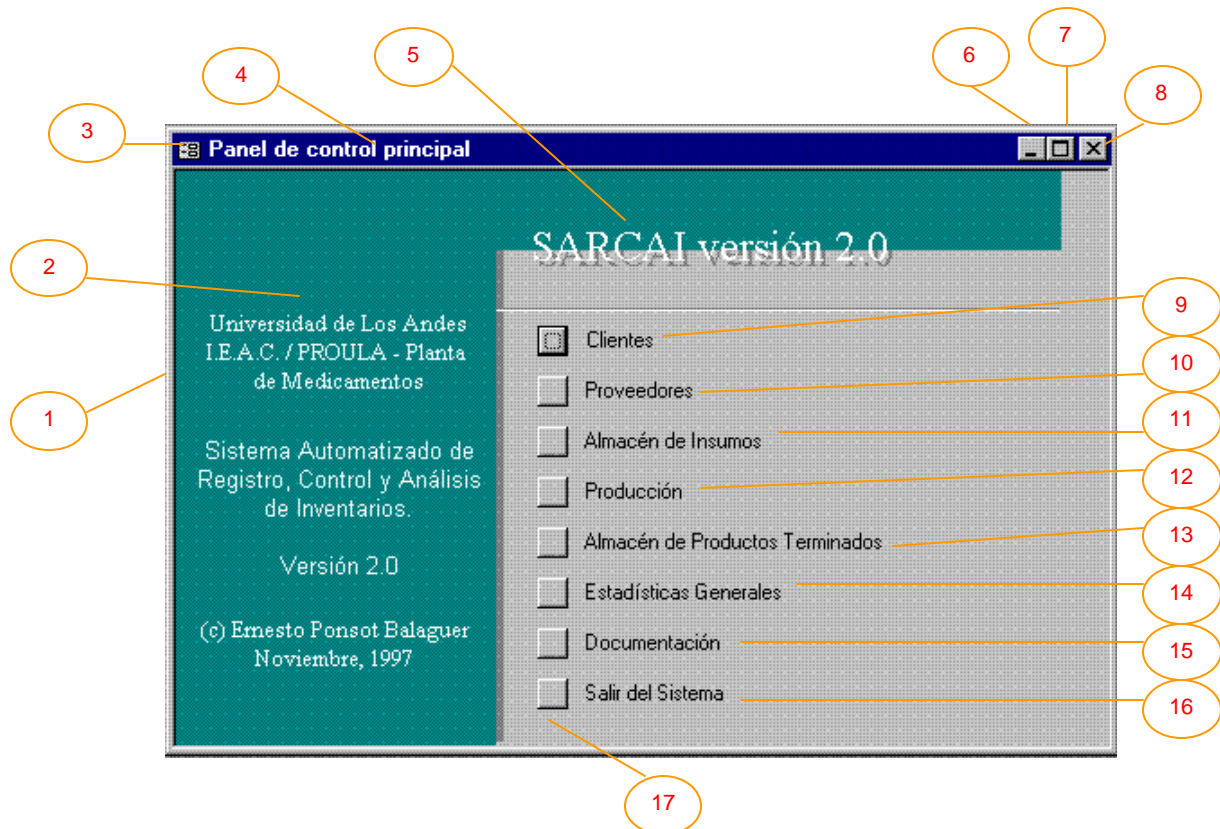 7
5
6
4
8
3
Panel de control principal
SARCAI versión 2.0
2
Universidad de Los Andes
I.E.A.C. / PROULA - Planta
de Medicamentos
1
Sistema Automatizado de
Registro, Control y Análisis
de Inventarios.
Versión 2.0
(c) Ernesto Ponsot Balaguer
Noviembre, 1997
Clientes
9
Proveedores
10
Almacén de Insumos
11
Producción
12
Almacén de Productos Terminados
13
Estadísticas Generales
14
Documentación
15
Salir del Sistema
16
17